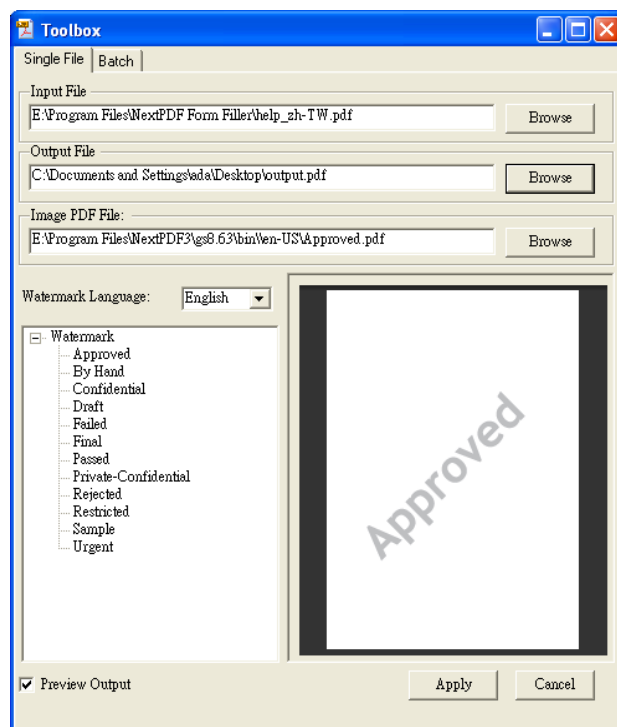 Toolbox
Single File Batch
Input File
E:\Program Files\NextPDF Form Filler\help_zh-TW.pdf Browse
Output File
C:\Documents and Settings\ada\Desktop\output.pdf Browse
Image PDF File:
E:\Program Files\NextPDF3\gs8.63\bin\\en-US\Approved.pdf Browse
Watermark Language: English
Watermark
Approved
By Hand
Confidential
Draft
Failed
Final
Passed
Private-Confidential
Rejected
Restricted
Sample
Urgent
Approved
Preview Output Apply Cancel